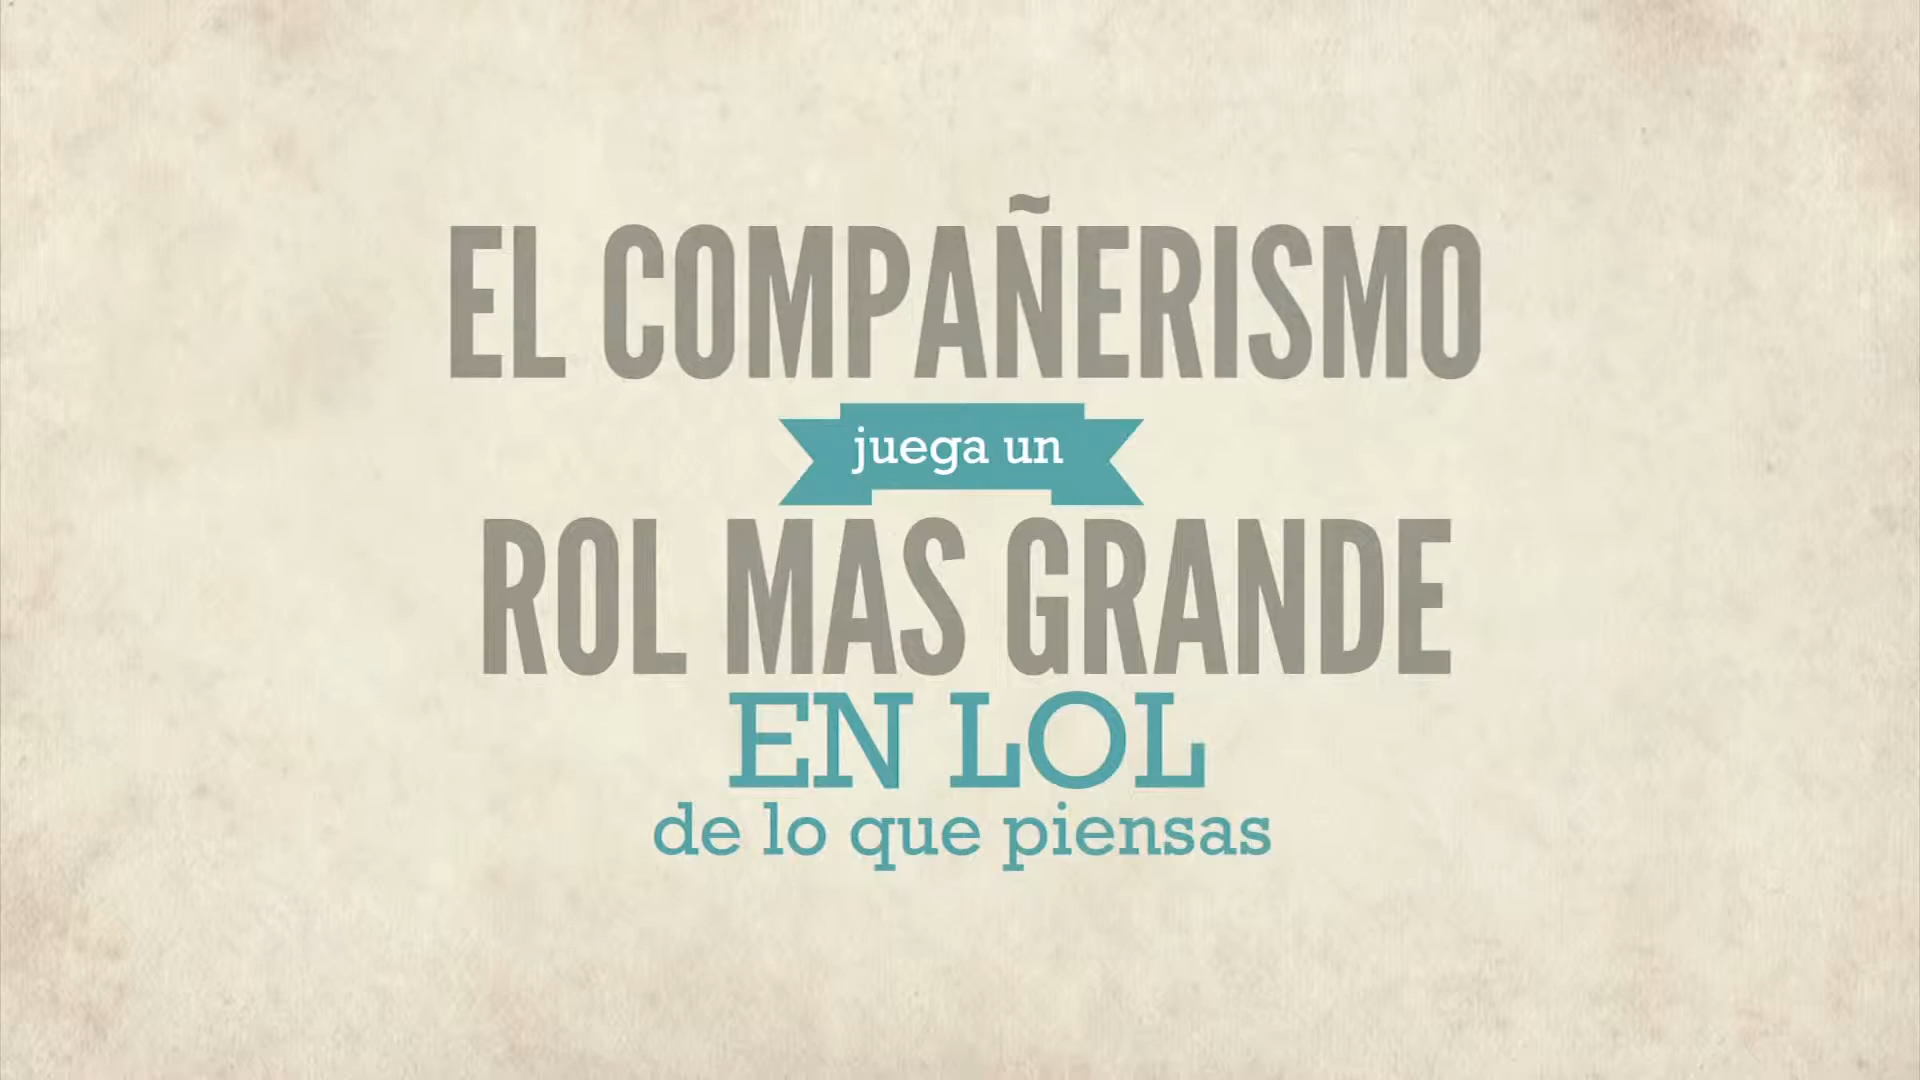 EL COMPAÑERISMO
juega un
ROL MAS GRANDE
EN LOL
de lo que piensas